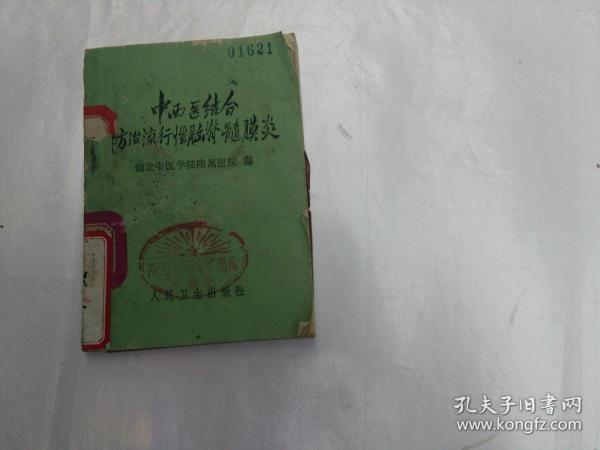 01621
中西医结合
防治流行性脑脊髓膜炎
湖北中医学院附属医院 编
人民卫生出版社
孔夫子旧书网
www.kongfz.com